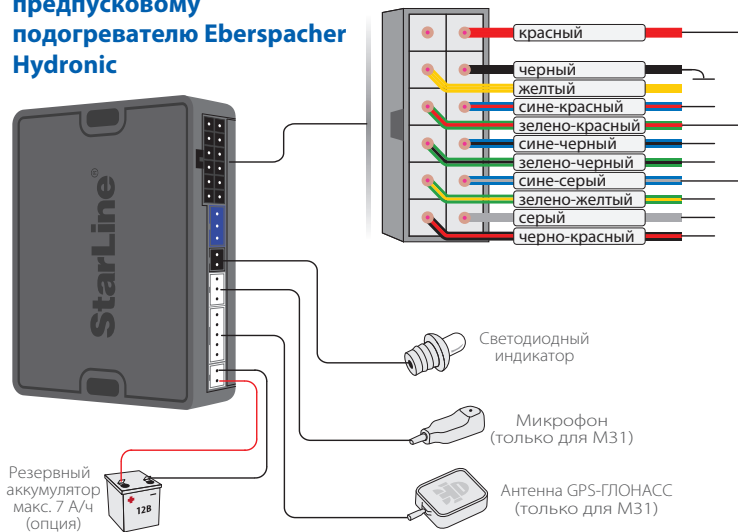 предпусковому
подогревателю Eberspacher
Hydronic
красный
черный
желтый
сине-красный
зелено-красный
сине-черный
зелено-черный
сине-серый
зелено-желтый
серый
черно-красный
StarLine®
Светодиодный
индикатор
Микрофон
(только для М31)
Антенна GPS-ГЛОНАСС
(только для М31)
Резервный
аккумулятор
макс. 7 А/ч
(опция)
12В